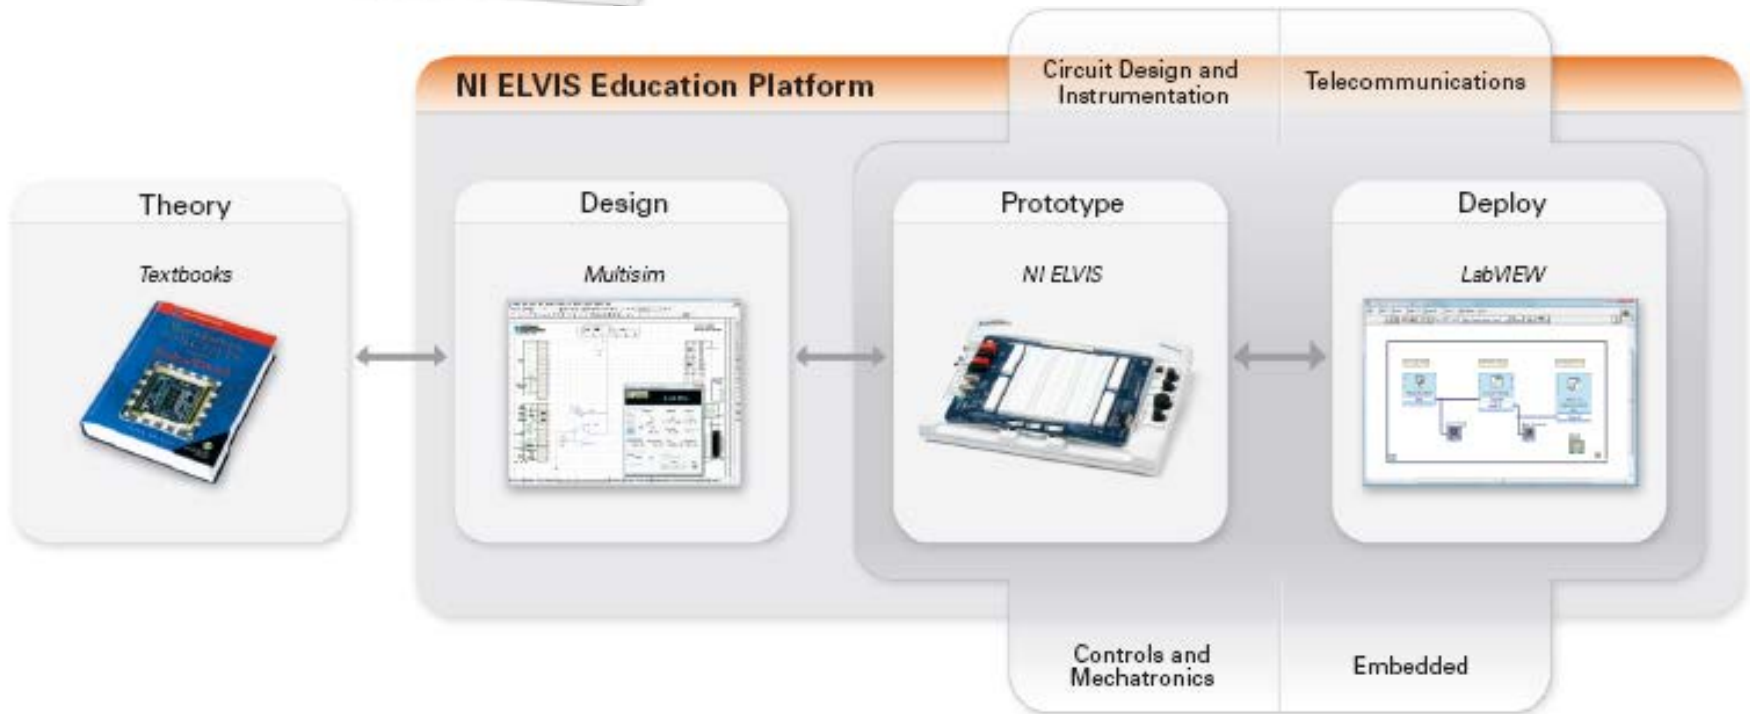 NI ELVIS Education Platform
Circuit Design and
Instrumentation
Telecommunications
Theory
Textbooks
Design
Multisim
Prototype
NI ELVIS
Deploy
LabVIEW
Controls and
Mechatronics
Embedded